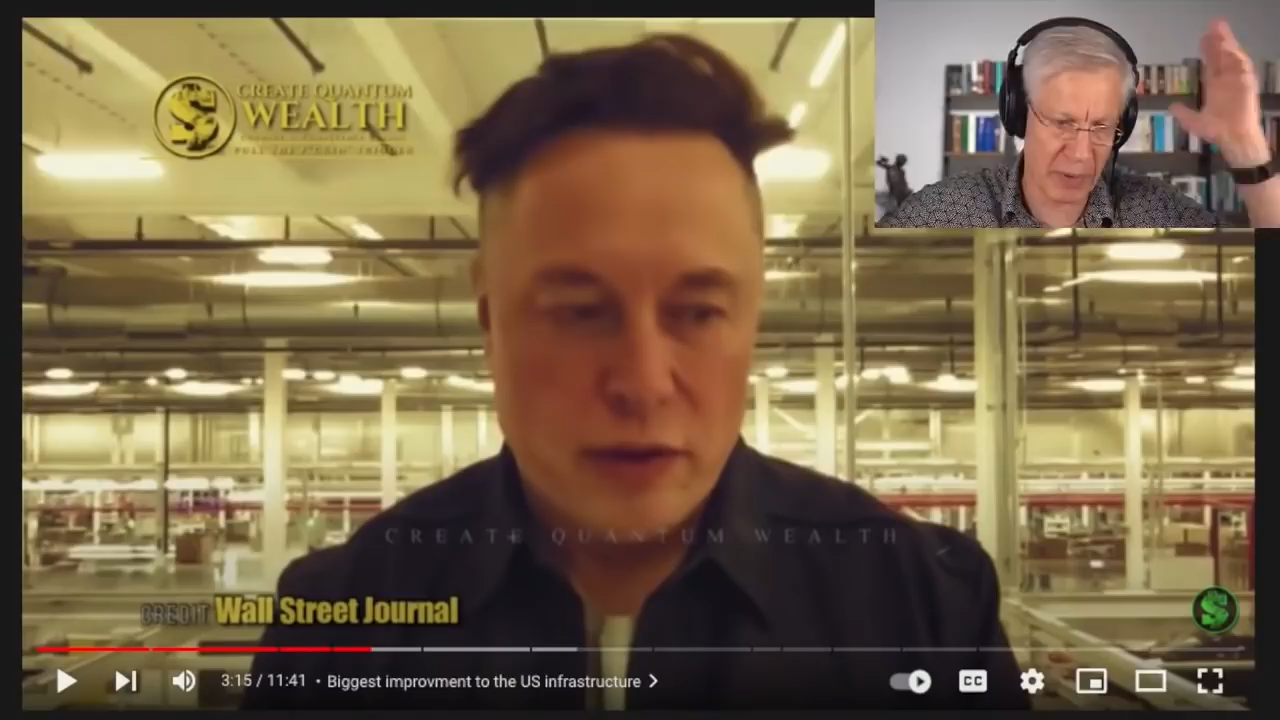 CREATE QUANTUM
WEALTH
CREATE QUANTUM WEALTH
CREDIT Wall Street Journal
3:15 / 11:41 • Biggest improvment to the US infrastructure >
CC